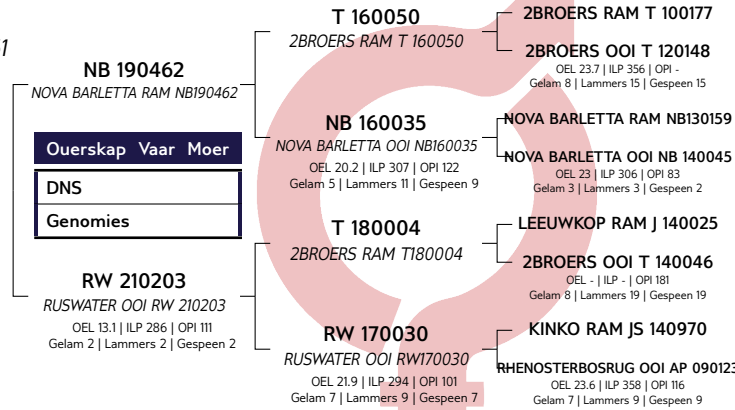 1
NB 190462
NOVA BARLETTA RAM NB190462
Ouerskap Vaar Moer
DNS
Genomies
RW 210203
RUSWATER OOI RW 210203
OEL 13.1 | ILP 286 | OPI 111
Gelam 2 | Lammers 2 | Gespeen 2
T 160050
2BROERS RAM T 160050
NB 160035
NOVA BARLETTA OOI NB160035
OEL 20.2 | ILP 307 | OPI 122
Gelam 5 | Lammers 11 | Gespeen 9
T 180004
2BROERS RAM T180004
RW 170030
RUSWATER OOI RW170030
OEL 21.9 | ILP 294 | OPI 101
Gelam 7 | Lammers 9 | Gespeen 7
2BROERS RAM T 100177
2BROERS OOI T 120148
OEL 23.7 | ILP 356 | OPI -
Gelam 8 | Lammers 15 | Gespeen 15
NOVA BARLETTA RAM NB130159
NOVA BARLETTA OOI NB 140045
OEL 23 | ILP 306 | OPI 83
Gelam 3 | Lammers 3 | Gespeen 2
LEEUWKOP RAM J 140025
2BROERS OOI T 140046
OEL - | ILP - | OPI 181
Gelam 8 | Lammers 19 | Gespeen 19
KINKO RAM JS 140970
RHENOSTERBOSRUG OOI AP 090123
OEL 23.6 | ILP 358 | OPI 116
Gelam 7 | Lammers 9 | Gespeen 9